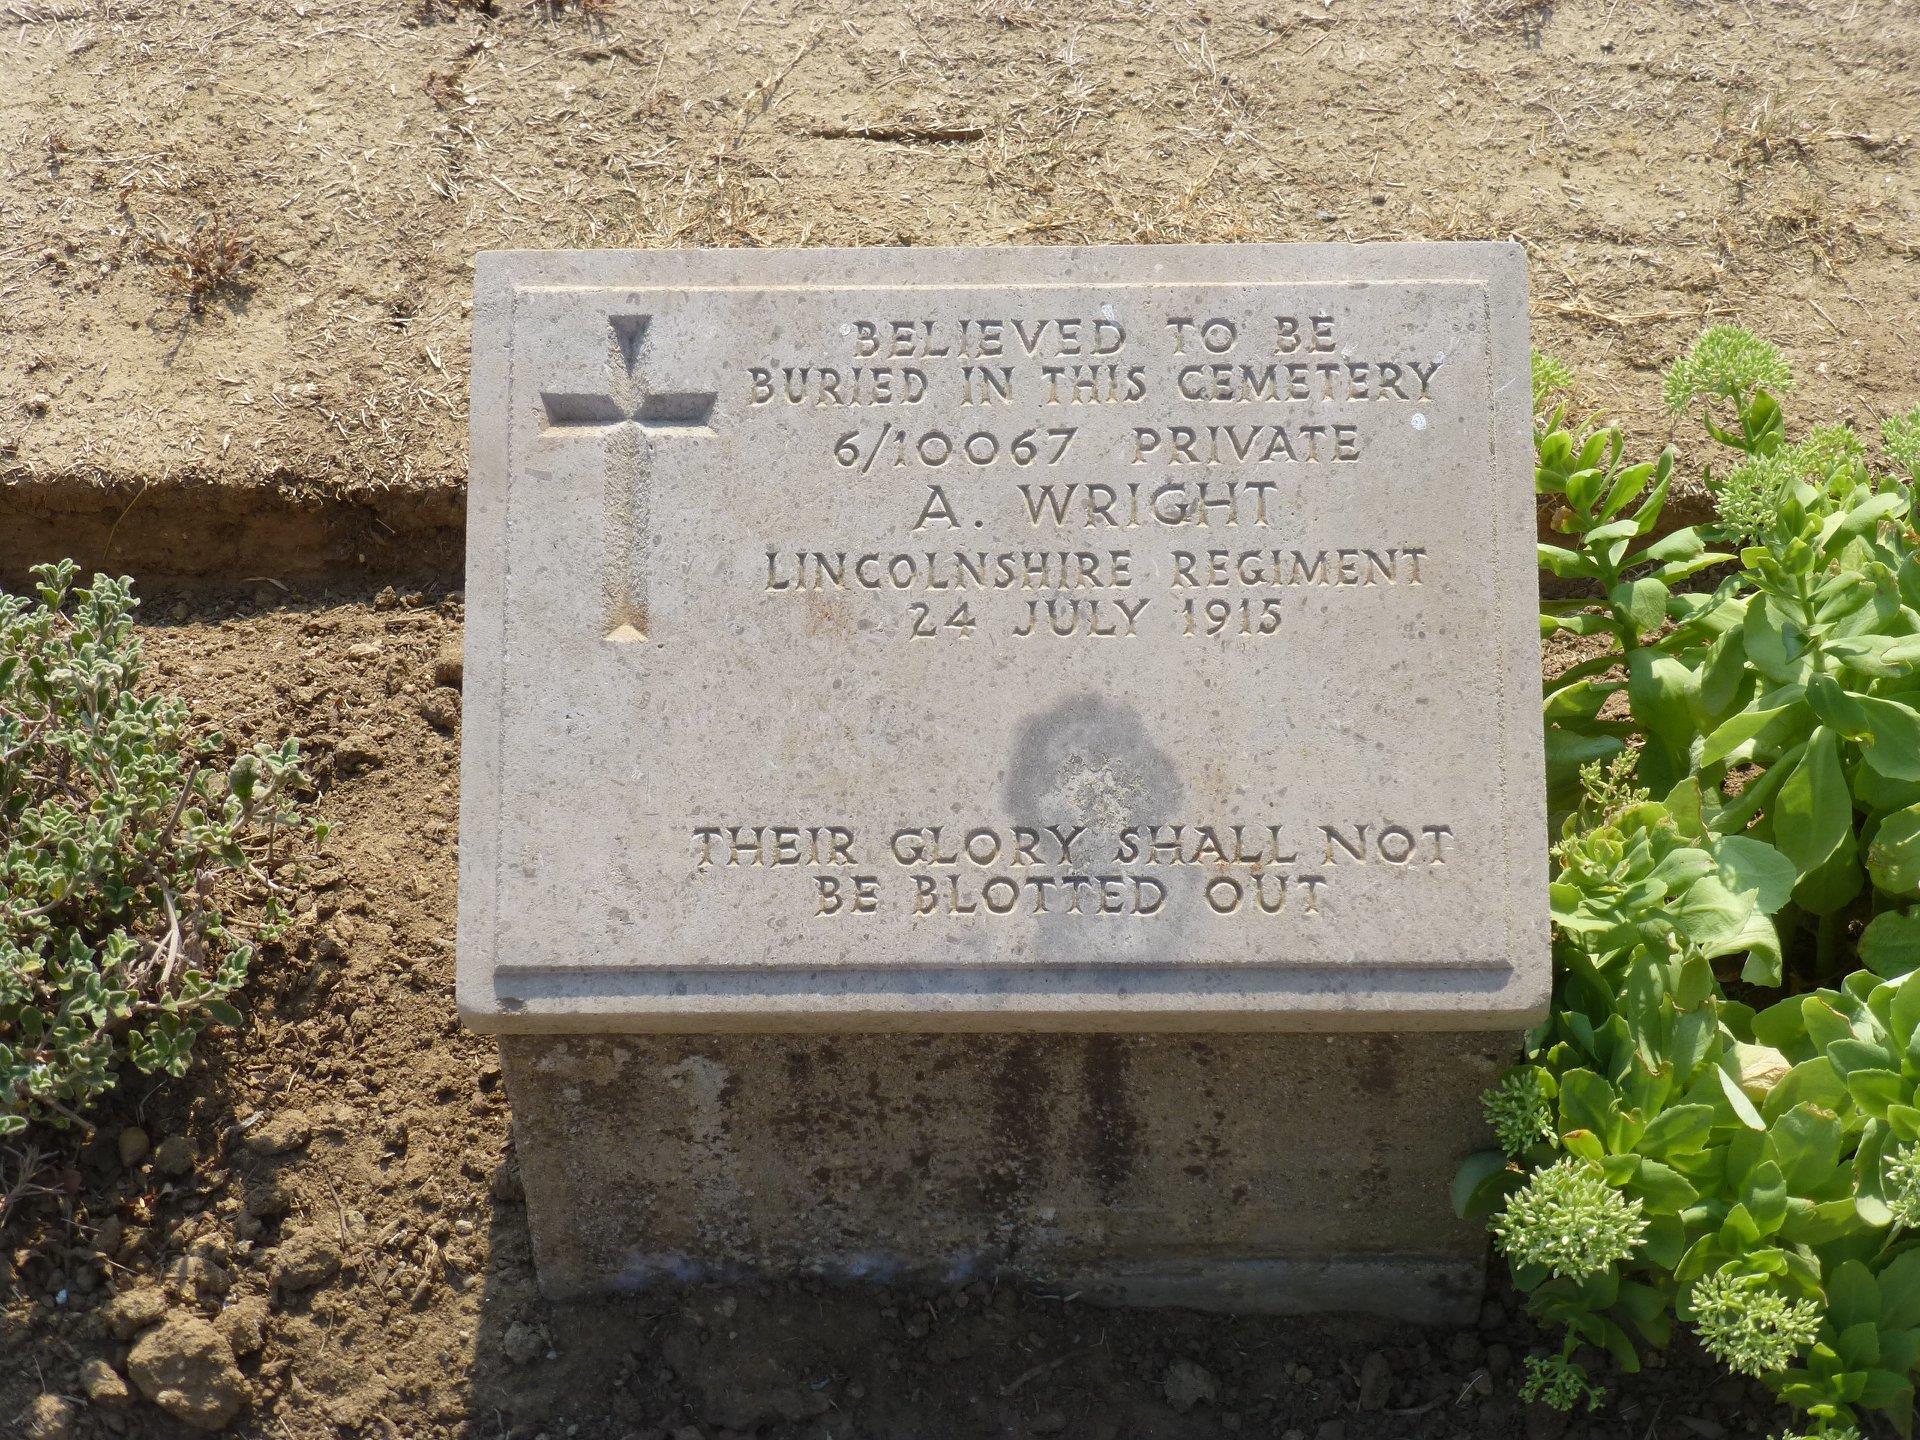 BELIEVED TO BE
BURIED IN THIS CEMETERY
6/10067 PRIVATE
A. WRIGHT
LINCOLNSHIRE REGIMENT
24 JULY 1915
THEIR GLORY SHALL NOT
BE BLOTTED OUT